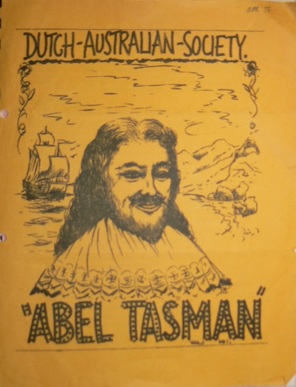 DUTCH-AUSTRALIAN-SOCIETY.
"ABEL TASMAN"